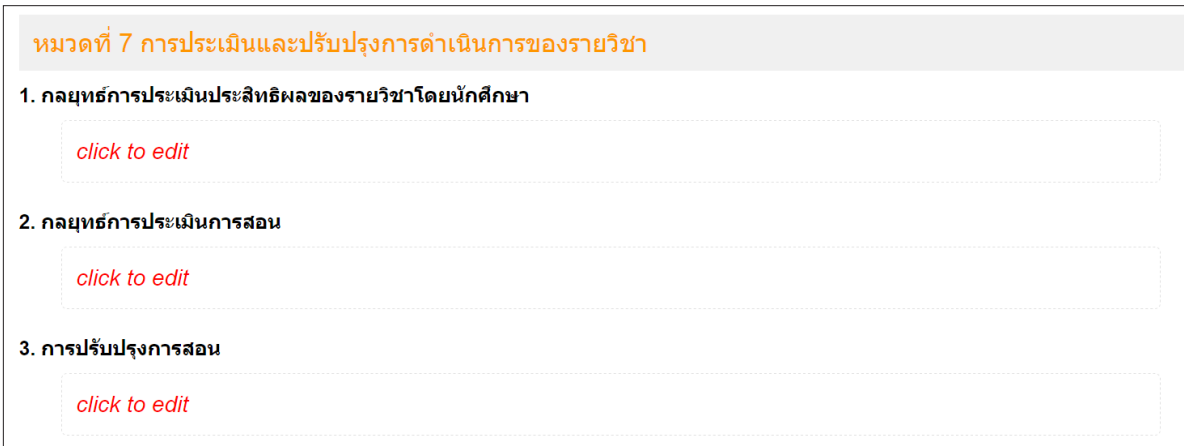 หมวดที่ 7 การประเมินและปรับปรุงการดำเนินการของรายวิชา
1. กลยุทธ์การประเมินประสิทธิผลของรายวิชาโดยนักศึกษา
click to edit
2. กลยุทธ์การประเมินการสอน
click to edit
3. การปรับปรุงการสอน
click to edit